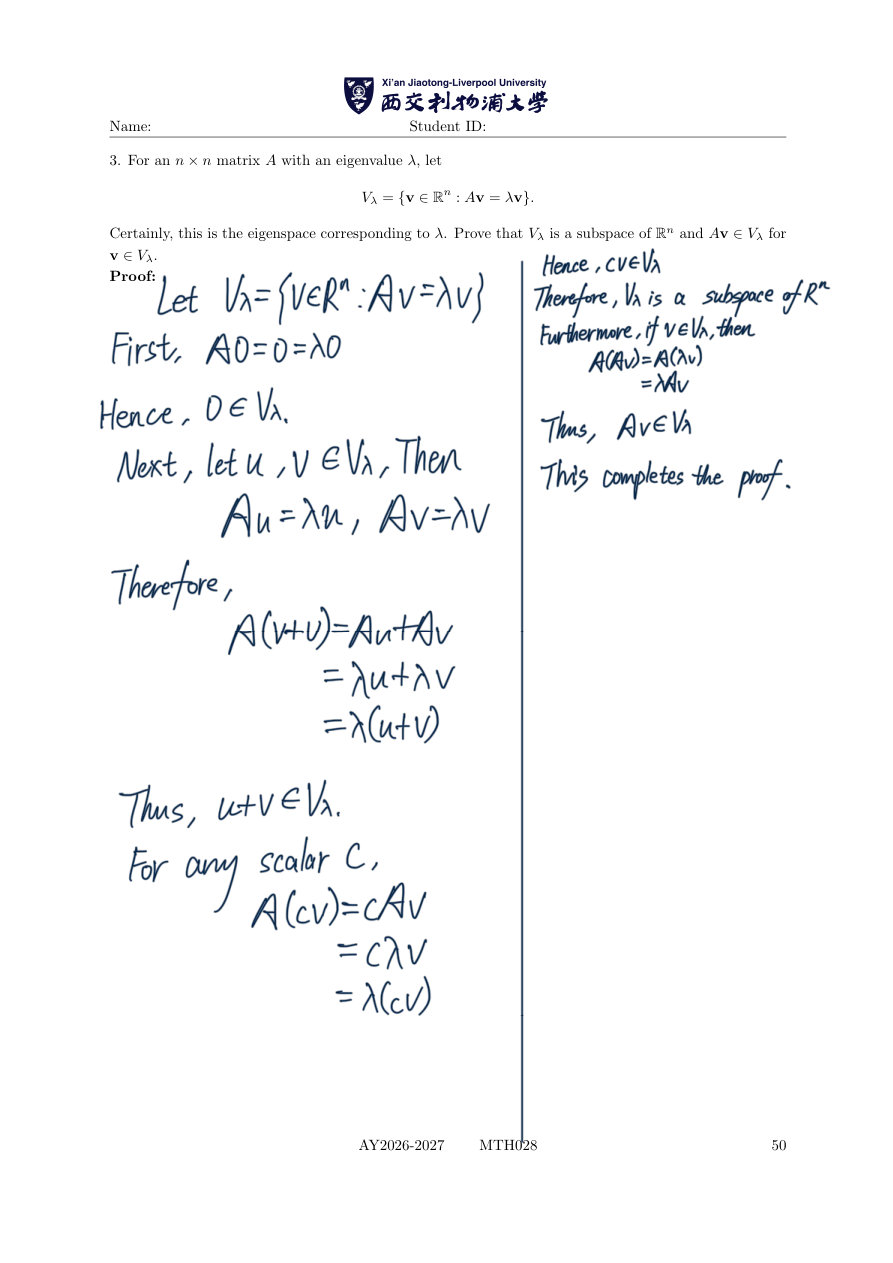 Xi'an Jiaotong-Liverpool University
西交利物浦大学
Name: Student ID:
3. For an n × n matrix A with an eigenvalue λ, let
V_λ = {v ∈ ℝⁿ : Av = λv}.
Certainly, this is the eigenspace corresponding to λ. Prove that V_λ is a subspace of ℝⁿ and Av ∈ V_λ for
v ∈ V_λ.
Proof:
Let V_λ={v∈Rⁿ:Av=λv}
First, A0=0=λ0
Hence, 0∈V_λ.
Next, let u, v ∈V_λ, Then
Au=λu, Av=λv
Therefore,
A(v+v)=Au+Av
=λu+λv
=λ(u+v)
Thus, u+v∈V_λ.
For any scalar C,
A(cv)=cAv
=cλv
=λ(cv)
Hence, cv∈V_λ
Therefore, V_λ is a subspace of Rⁿ
Furthermore, if v∈V_λ, then
A(Av)=A(λv)
=λAv
Thus, Av∈V_λ
This completes the proof.
AY2026-2027 MTH028 50